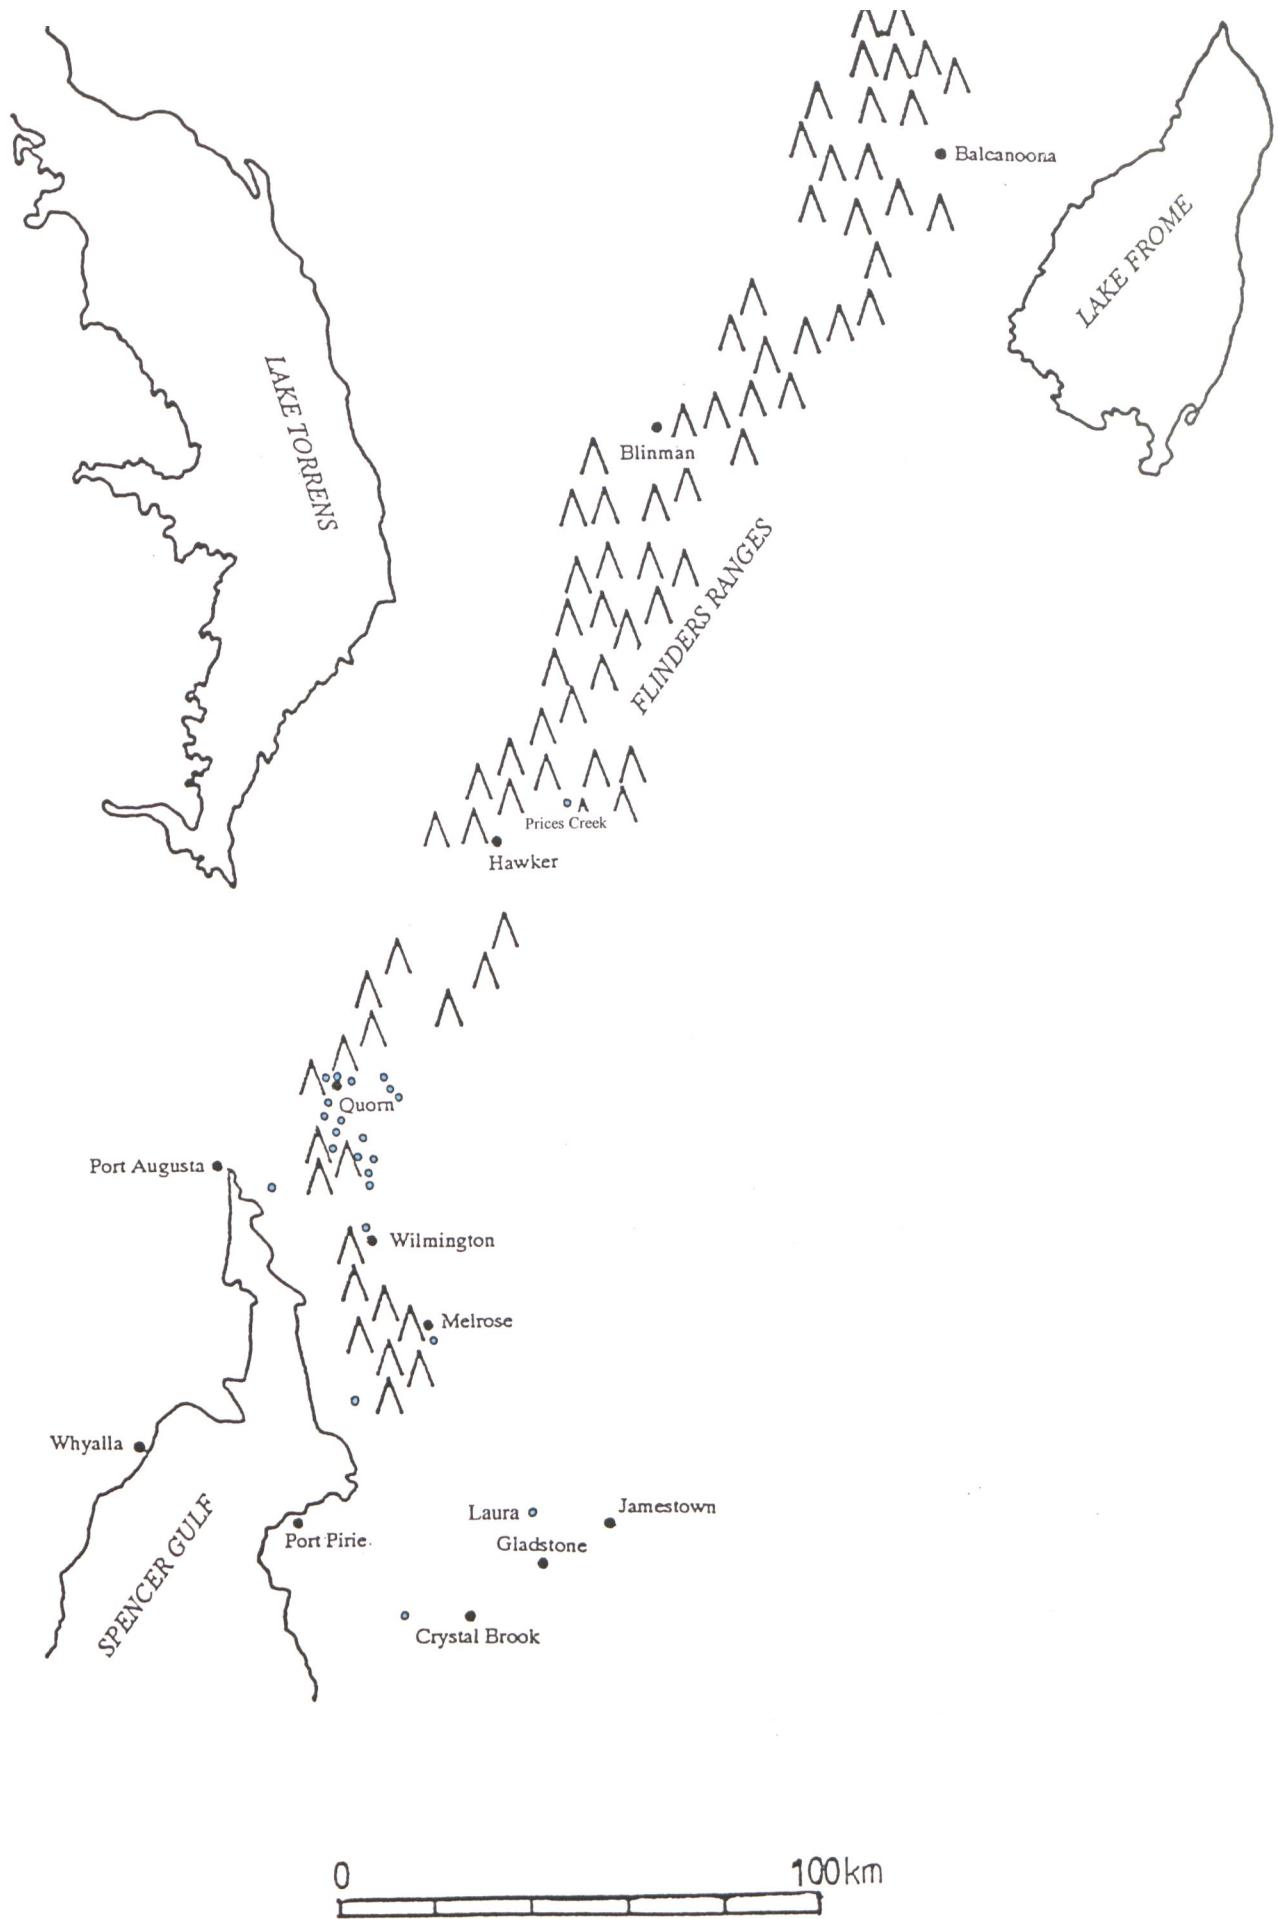 Balcanoona
LAKE FROME
LAKE TORRENS
Blinman
FLINDERS RANGES
Prices Creek
Hawker
Quorn
Port Augusta
Wilmington
Melrose
Whyalla
SPENCER GULF
Laura
Jamestown
Port Pirie
Gladstone
Crystal Brook
0 100km